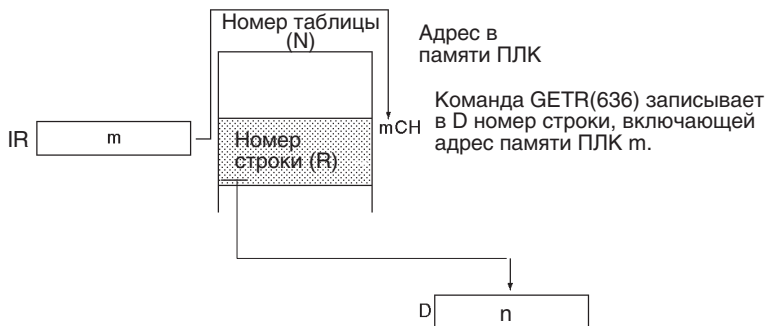 Номер таблицы
(N)
Адрес в
памяти ПЛК
Команда GETR(636) записывает
в D номер строки, включающей
адрес памяти ПЛК m.
mCH
IR
m
Номер
строки (R)
D
n